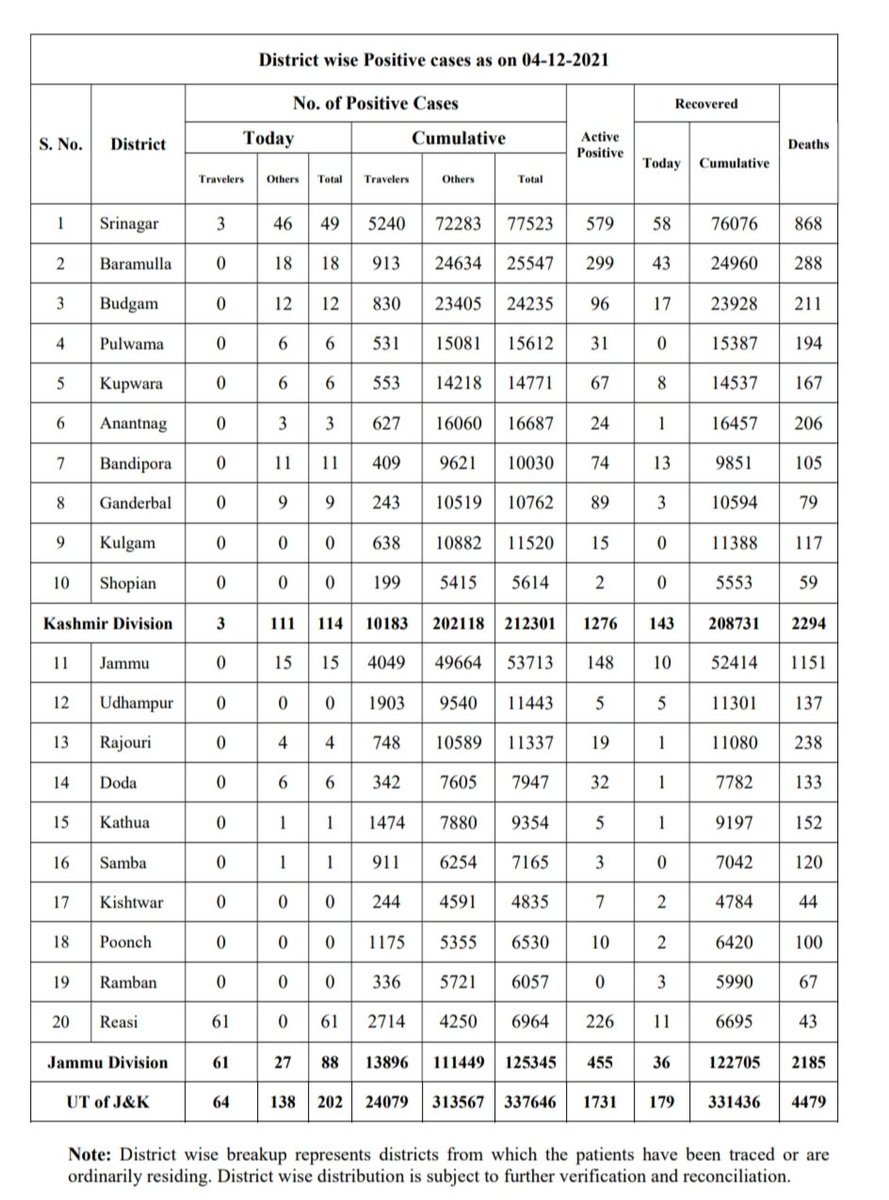 District wise Positive cases as on 04-12-2021
S. No. District No. of Positive Cases Active Positive Recovered Deaths
Today Cumulative Today Cumulative
Travelers Others Total Travelers Others Total
1 Srinagar 3 46 49 5240 72283 77523 579 58 76076 868
2 Baramulla 0 18 18 913 24634 25547 299 43 24960 288
3 Budgam 0 12 12 830 23405 24235 96 17 23928 211
4 Pulwama 0 6 6 531 15081 15612 31 0 15387 194
5 Kupwara 0 6 6 553 14218 14771 67 8 14537 167
6 Anantnag 0 3 3 627 16060 16687 24 1 16457 206
7 Bandipora 0 11 11 409 9621 10030 74 13 9851 105
8 Ganderbal 0 9 9 243 10519 10762 89 3 10594 79
9 Kulgam 0 0 0 638 10882 11520 15 0 11388 117
10 Shopian 0 0 0 199 5415 5614 2 0 5553 59
Kashmir Division 3 111 114 10183 202118 212301 1276 143 208731 2294
11 Jammu 0 15 15 4049 49664 53713 148 10 52414 1151
12 Udhampur 0 0 0 1903 9540 11443 5 5 11301 137
13 Rajouri 0 4 4 748 10589 11337 19 1 11080 238
14 Doda 0 6 6 342 7605 7947 32 1 7782 133
15 Kathua 0 1 1 1474 7880 9354 5 1 9197 152
16 Samba 0 1 1 911 6254 7165 3 0 7042 120
17 Kishtwar 0 0 0 244 4591 4835 7 2 4784 44
18 Poonch 0 0 0 1175 5355 6530 10 2 6420 100
19 Ramban 0 0 0 336 5721 6057 0 3 5990 67
20 Reasi 61 0 61 2714 4250 6964 226 11 6695 43
Jammu Division 61 27 88 13896 111449 125345 455 36 122705 2185
UT of J&K 64 138 202 24079 313567 337646 1731 179 331436 4479
Note: District wise breakup represents districts from which the patients have been traced or are
ordinarily residing. District wise distribution is subject to further verification and reconciliation.